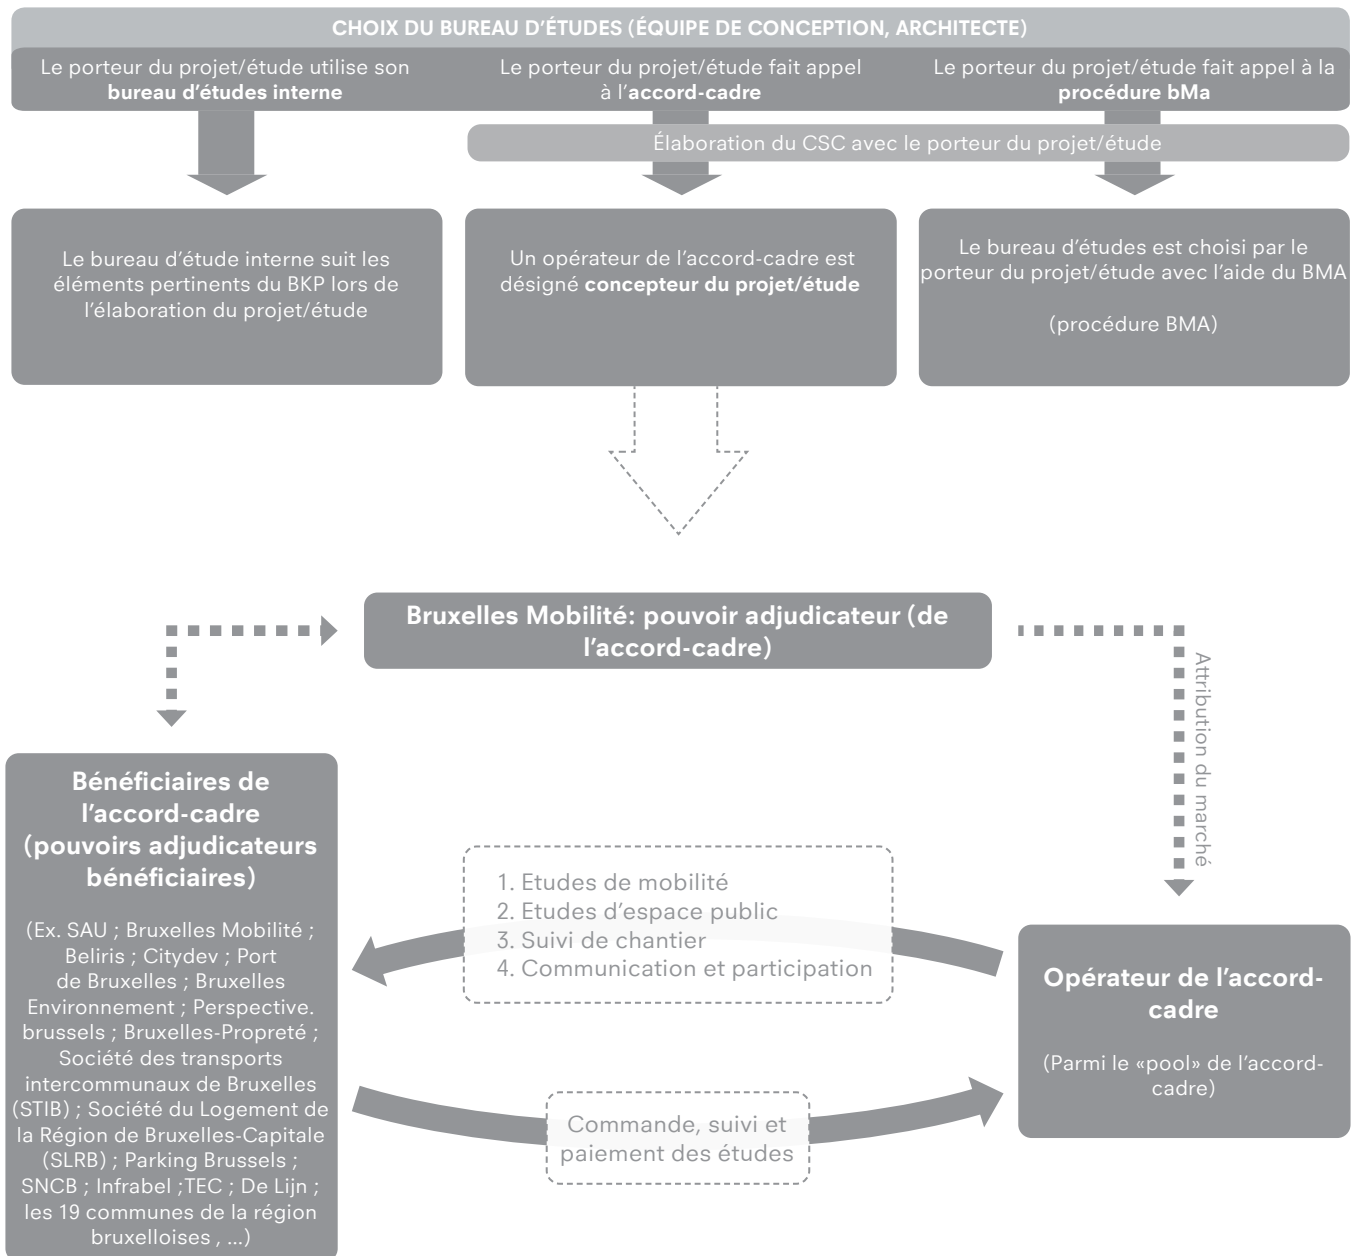 CHOIX DU BUREAU D'ÉTUDES (ÉQUIPE DE CONCEPTION, ARCHITECTE)
Le porteur du projet/étude utilise son
bureau d'études interne
Le porteur du projet/étude fait appel
à l'accord-cadre
Le porteur du projet/étude fait appel à la
procédure bMa
Élaboration du CSC avec le porteur du projet/étude
Le bureau d'étude interne suit les
éléments pertinents du BKP lors de
l'élaboration du projet/étude
Un opérateur de l'accord-cadre est
désigné concepteur du projet/étude
Le bureau d'études est choisi par le
porteur du projet/étude avec l'aide du BMA
(procédure BMA)
Bruxelles Mobilité: pouvoir adjudicateur (de
l'accord-cadre)
Attribution du marché
Bénéficiaires de
l'accord-cadre
(pouvoirs adjudicateurs
bénéficiaires)
(Ex. SAU ; Bruxelles Mobilité ;
Beliris ; Citydev ; Port
de Bruxelles ; Bruxelles
Environnement ; Perspective.
brussels ; Bruxelles-Propreté ;
Société des transports
intercommunaux de Bruxelles
(STIB) ; Société du Logement de
la Région de Bruxelles-Capitale
(SLRB) ; Parking Brussels ;
SNCB ; Infrabel ;TEC ; De Lijn ;
les 19 communes de la région
bruxelloises , ...)
1. Etudes de mobilité
2. Etudes d'espace public
3. Suivi de chantier
4. Communication et participation
Opérateur de l'accord-
cadre
(Parmi le «pool» de l'accord-
cadre)
Commande, suivi et
paiement des études